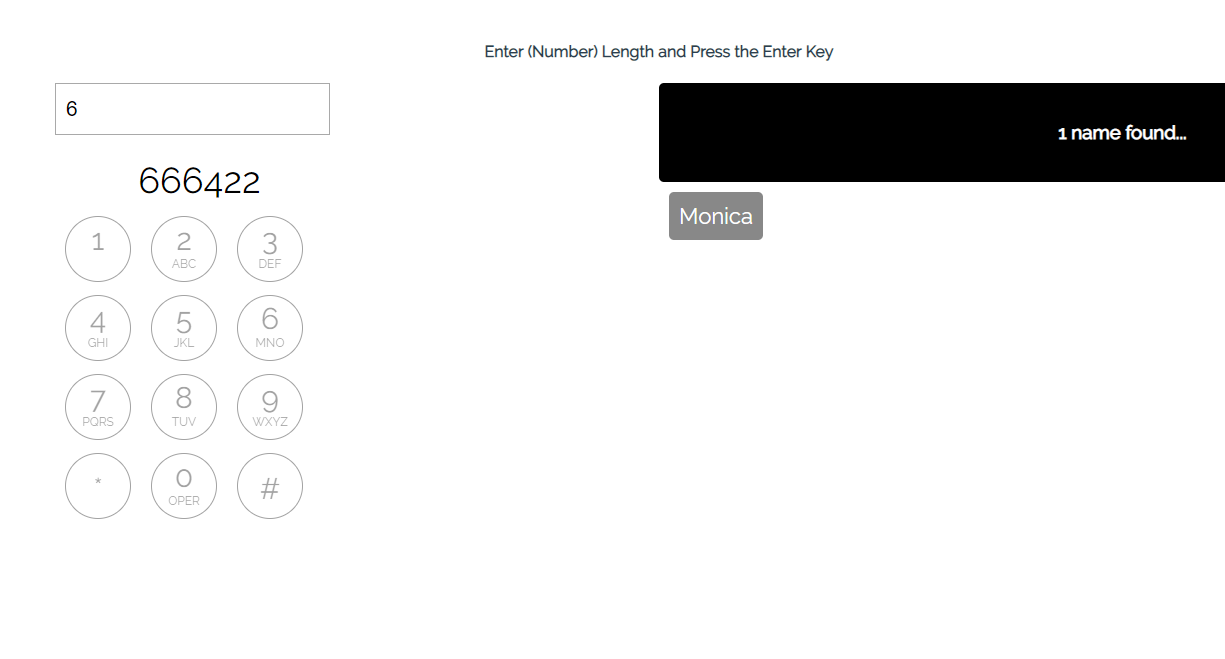 Enter (Number) Length and Press the Enter Key
6
1 name found...
666422
Monica
1 2 3
ABC DEF
4 5 6
GHI JKL MNO
7 8 9
PQRS TUV WXYZ
* 0 #
OPER